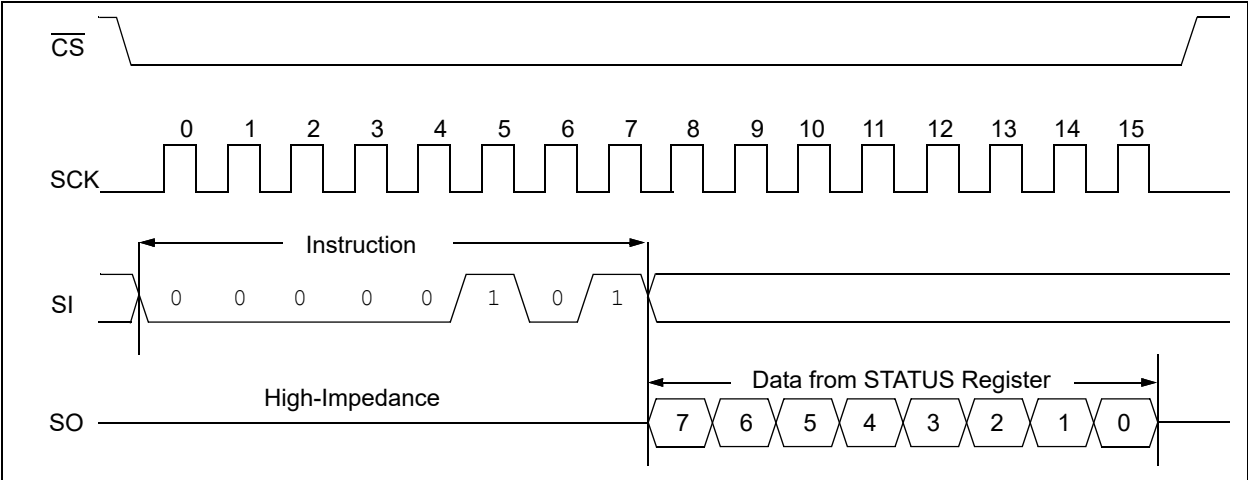 CS
0 1 2 3 4 5 6 7 8 9 10 11 12 13 14 15
SCK
Instruction
SI
0 0 0 0 0 1 0 1
Data from STATUS Register
High-Impedance
SO
7 6 5 4 3 2 1 0